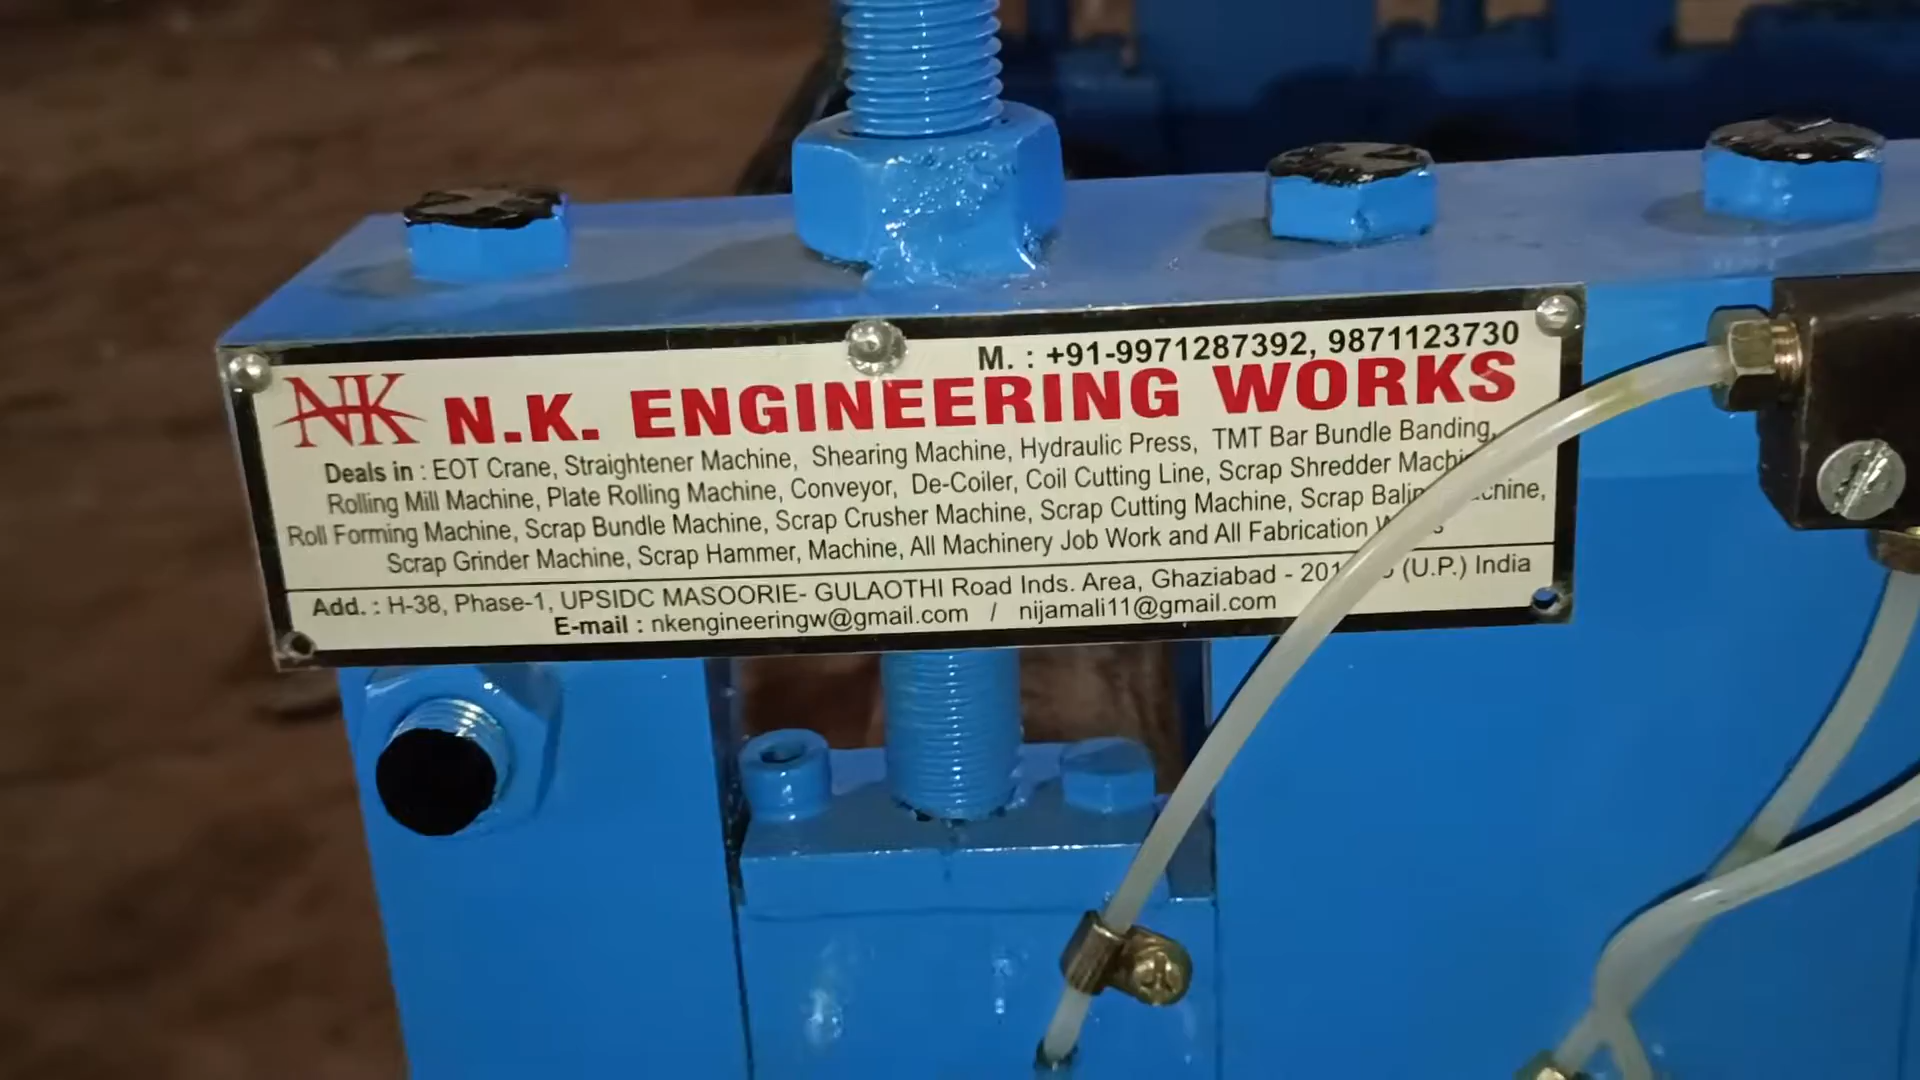 M. : +91-9971287392, 9871123730
NK N.K. ENGINEERING WORKS
Deals in : EOT Crane, Straightener Machine, Shearing Machine, Hydraulic Press, TMT Bar Bundle Banding,
Rolling Mill Machine, Plate Rolling Machine, Conveyor, De-Coiler, Coil Cutting Line, Scrap Shredder
Roll Forming Machine, Scrap Bundle Machine, Scrap Crusher Machine, Scrap Cutting Machine, Scrap
Scrap Grinder Machine, Scrap Hammer, Machine, All Machinery Job Work and All Fabrication
Add. : H-38, Phase-1, UPSIDC MASOORIE- GULAOTHI Road Inds. Area, Ghaziabad - (U.P.) India
E-mail : nkengineeringw@gmail.com / nijamali11@gmail.com